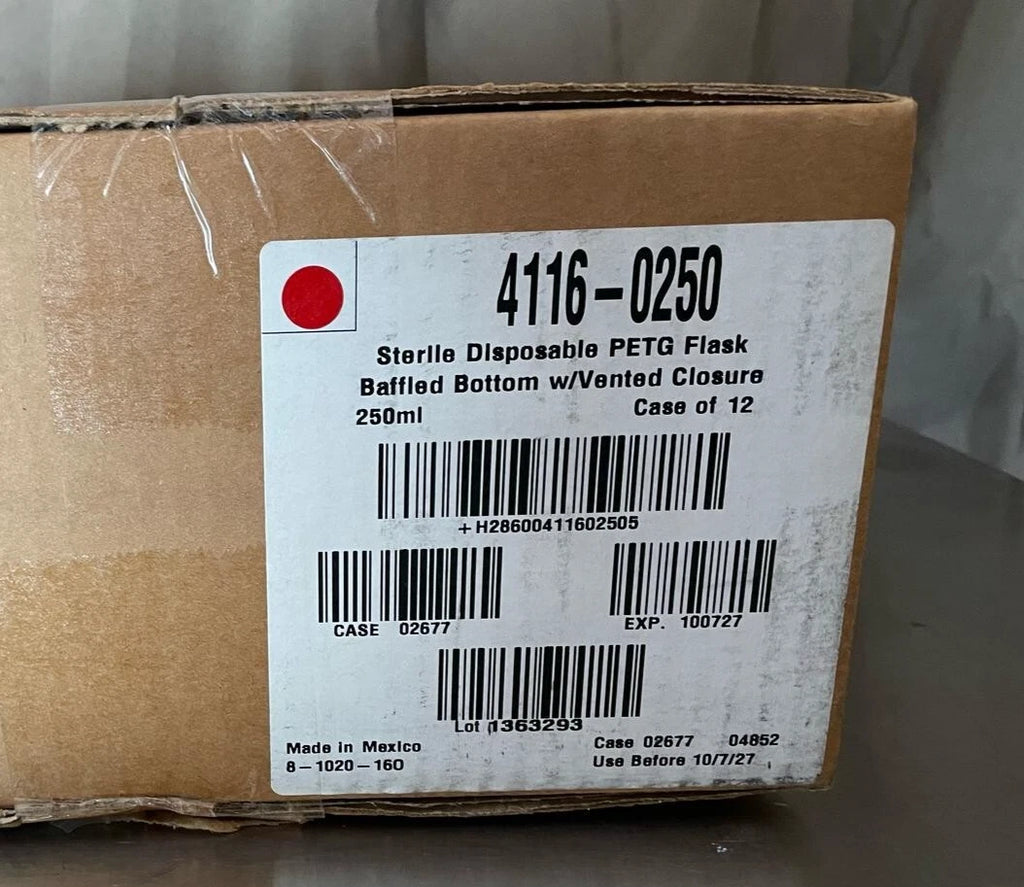 4116-0250
Sterile Disposable PETG Flask
Baffled Bottom w/Vented Closure
250ml Case of 12
+H28600411602505
CASE 02677 EXP. 100727
Lot 1363293
Made in Mexico Case 02677 04852
8-1020-160 Use Before 10/7/27